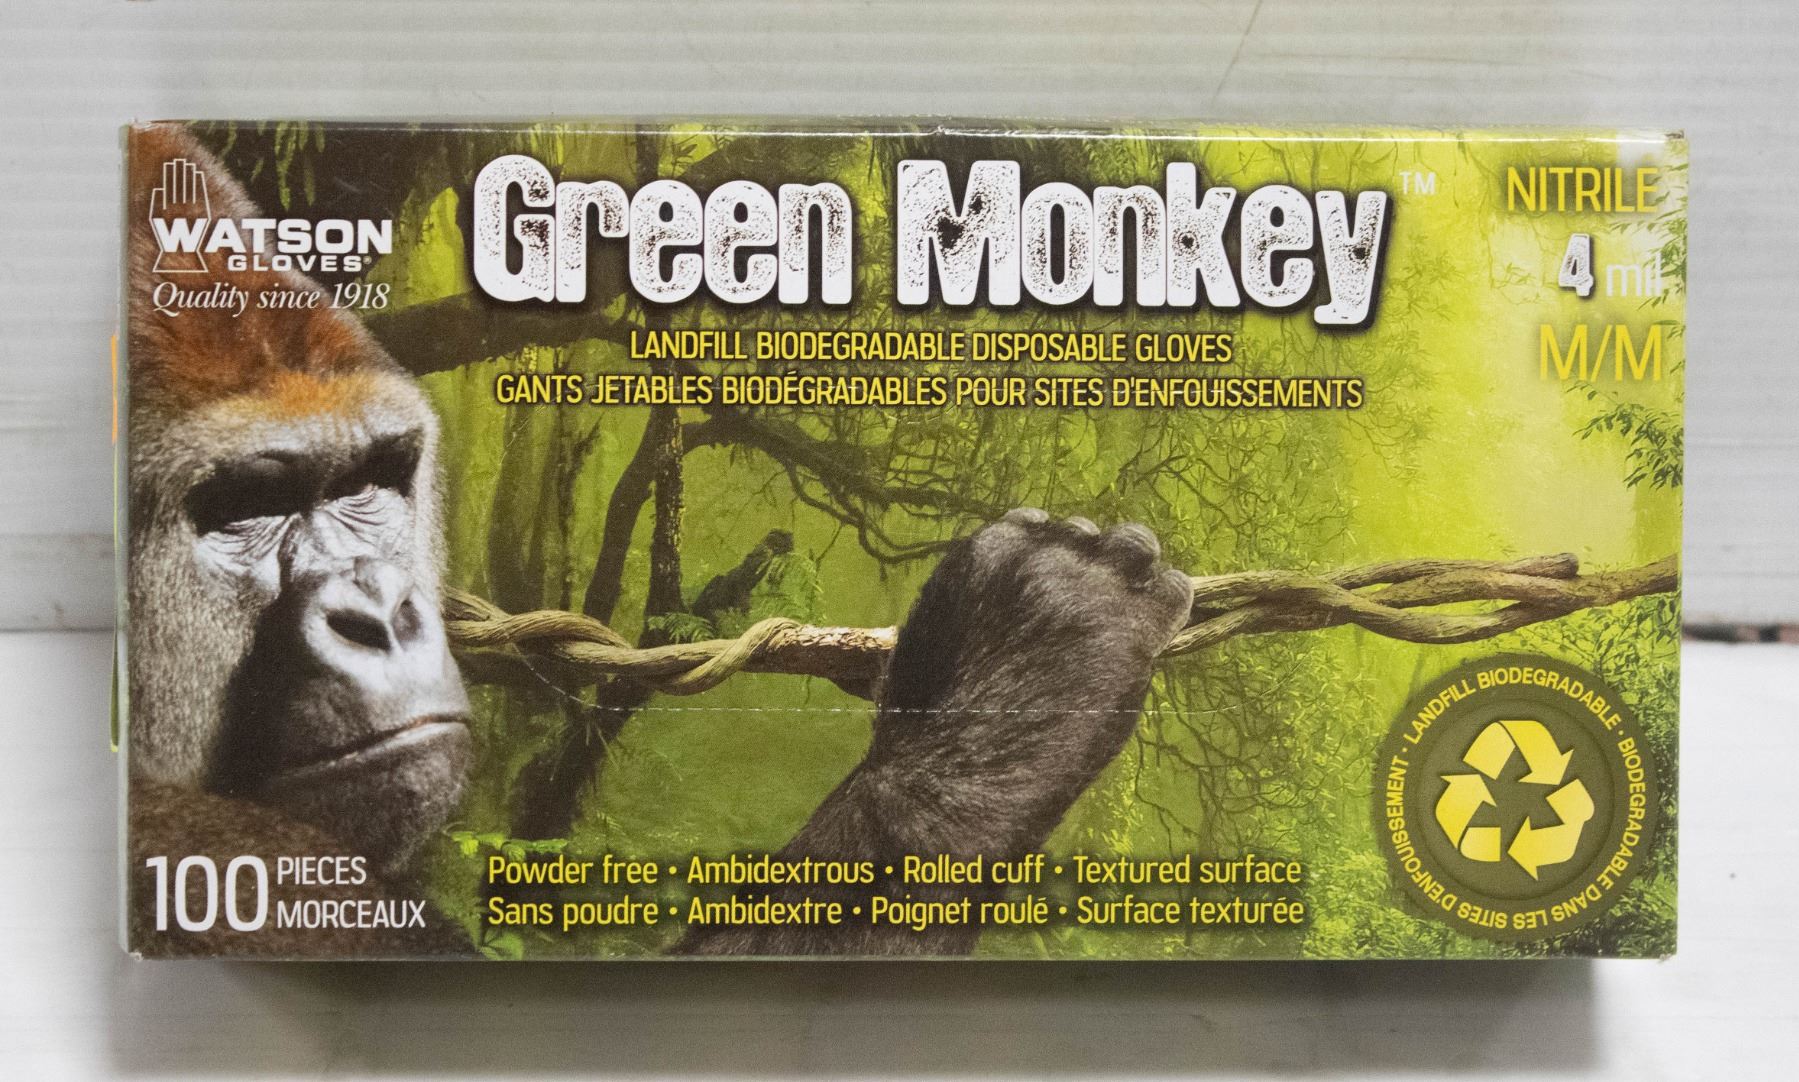 WATSON
GLOVES®
Quality since 1918
Green Monkey™
NITRILE
4 mil
M/M
LANDFILL BIODEGRADABLE DISPOSABLE GLOVES
GANTS JETABLES BIODÉGRADABLES POUR SITES D'ENFOUISSEMENTS
100 PIECES
MORCEAUX
Powder free • Ambidextrous • Rolled cuff • Textured surface
Sans poudre • Ambidextre • Poignet roulé • Surface texturée
LANDFILL BIODEGRADABLE • BIODEGRADABLE DANS LES SITES D'ENFOUISSEMENT •